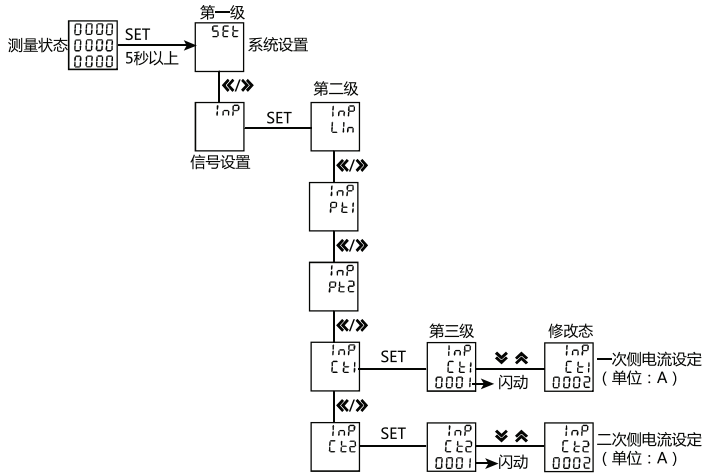 测量状态
0000
0000
0000
SET
5秒以上
第一级
SEt
系统设置
«/»
InP
信号设置
SET
第二级
InP
LIn
«/»
InP
Pt1
«/»
InP
Pt2
«/»
InP
Ct1
SET
第三级
InP
Ct1
0001
闪动
修改态
InP
Ct1
0002
一次侧电流设定
(单位:A)
«/»
InP
Ct2
SET
InP
Ct2
0001
闪动
InP
Ct2
0002
二次侧电流设定
(单位:A)